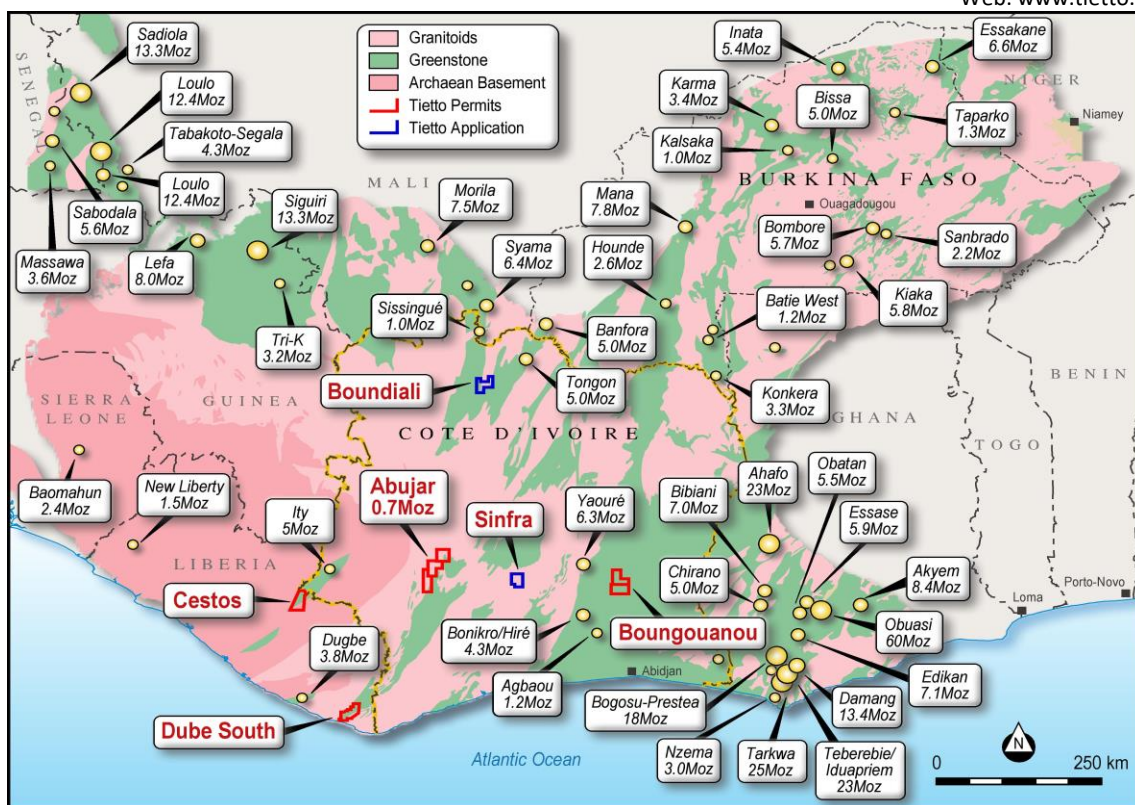 Web: www.tietto.
Sadiola
13.3Moz
Loulo
12.4Moz
Tabakoto-Segala
4.3Moz
Loulo
12.4Moz
Sabodala
5.6Moz
Massawa
3.6Moz
Lefa
8.0Moz
Siguiri
13.3Moz
Tri-K
3.2Moz
SENEGAL
Granitoids
Greenstone
Archaean Basement
Tietto Permits
Tietto Application
MALI
Morila
7.5Moz
Syama
6.4Moz
Sissingué
1.0Moz
Boundiali
Banfora
5.0Moz
Tongon
5.0Moz
Inata
5.4Moz
Essakane
6.6Moz
NIGER
Niamey
Karma
3.4Moz
Bissa
5.0Moz
Taparko
1.3Moz
Kalsaka
1.0Moz
BURKINA FASO
Ouagadougou
Mana
7.8Moz
Hounde
2.6Moz
Bombore
5.7Moz
Sanbrado
2.2Moz
Kiaka
5.8Moz
Batie West
1.2Moz
Konkera
3.3Moz
BENIN
GHANA
TOGO
SIERRA
LEONE
GUINEA
COTE D'IVOIRE
Baomahun
2.4Moz
New Liberty
1.5Moz
LIBERIA
Ity
5Moz
Cestos
Abujar
0.7Moz
Sinfra
Yaouré
6.3Moz
Boungouanou
Bonikro/Hiré
4.3Moz
Agbaou
1.2Moz
Dugbe
3.8Moz
Dube South
Abidjan
Bibiani
7.0Moz
Ahafo
23Moz
Obatan
5.5Moz
Essase
5.9Moz
Chirano
5.0Moz
Akyem
8.4Moz
Obuasi
60Moz
Edikan
7.1Moz
Damang
13.4Moz
Bogosu-Prestea
18Moz
Nzema
3.0Moz
Tarkwa
25Moz
Teberebie/
Iduapriem
23Moz
Loma
Porto-Novo
Atlantic Ocean
N
0 250 km